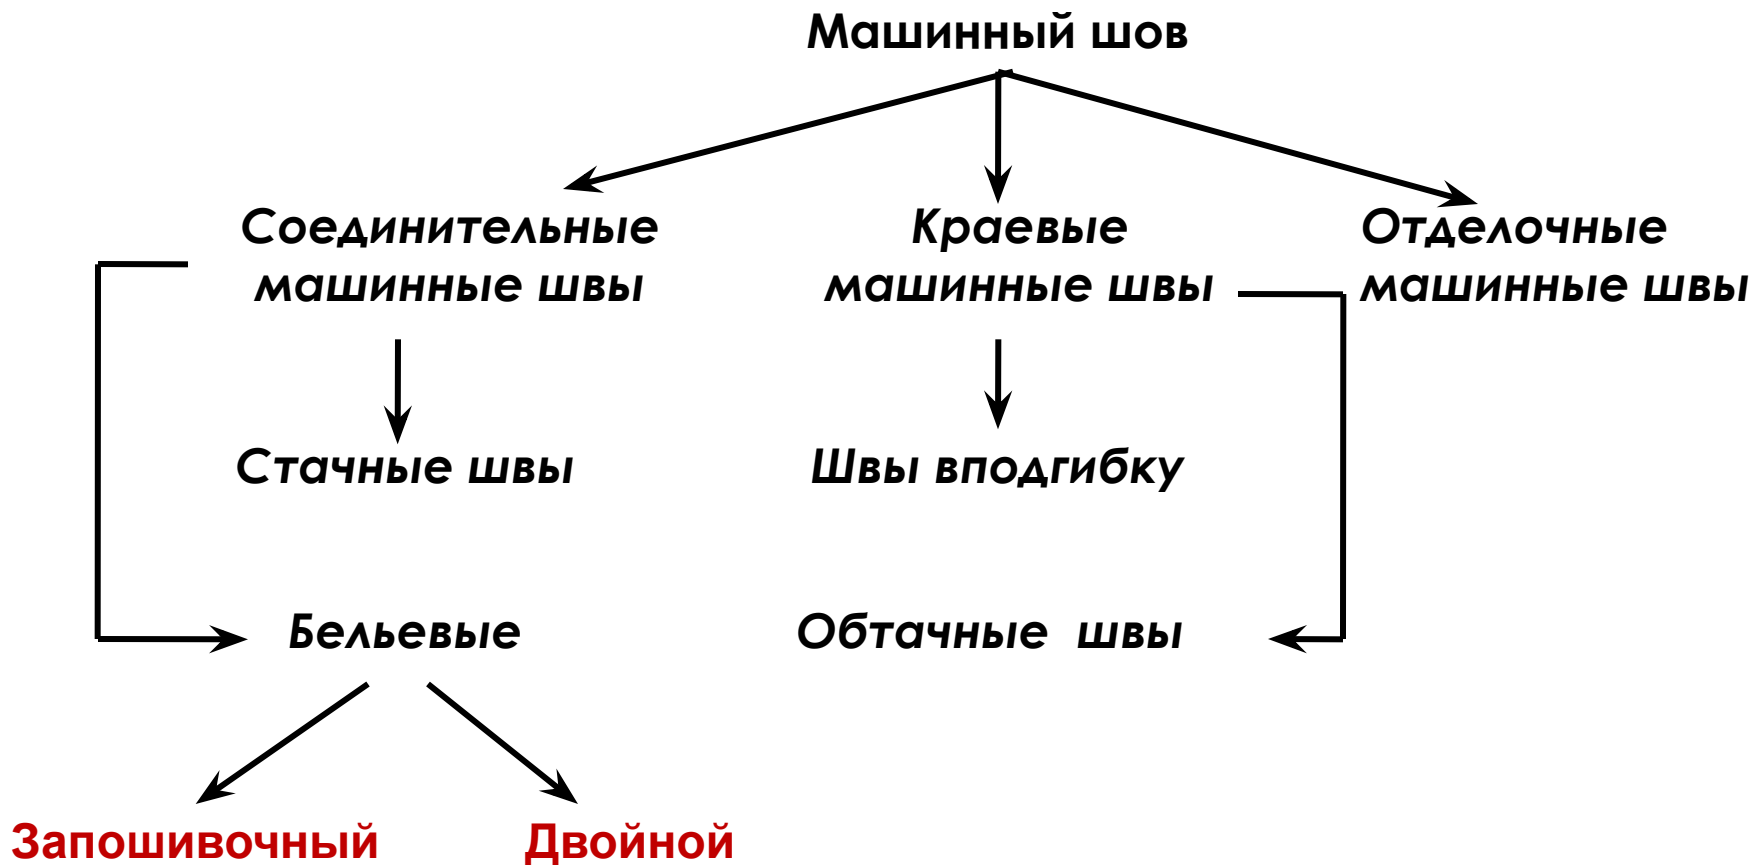 Машинный шов
Соединительные
машинные швы
Краевые
машинные швы
Отделочные
машинные швы
Стачные швы
Швы вподгибку
Бельевые
Обтачные швы
Запошивочный
Двойной